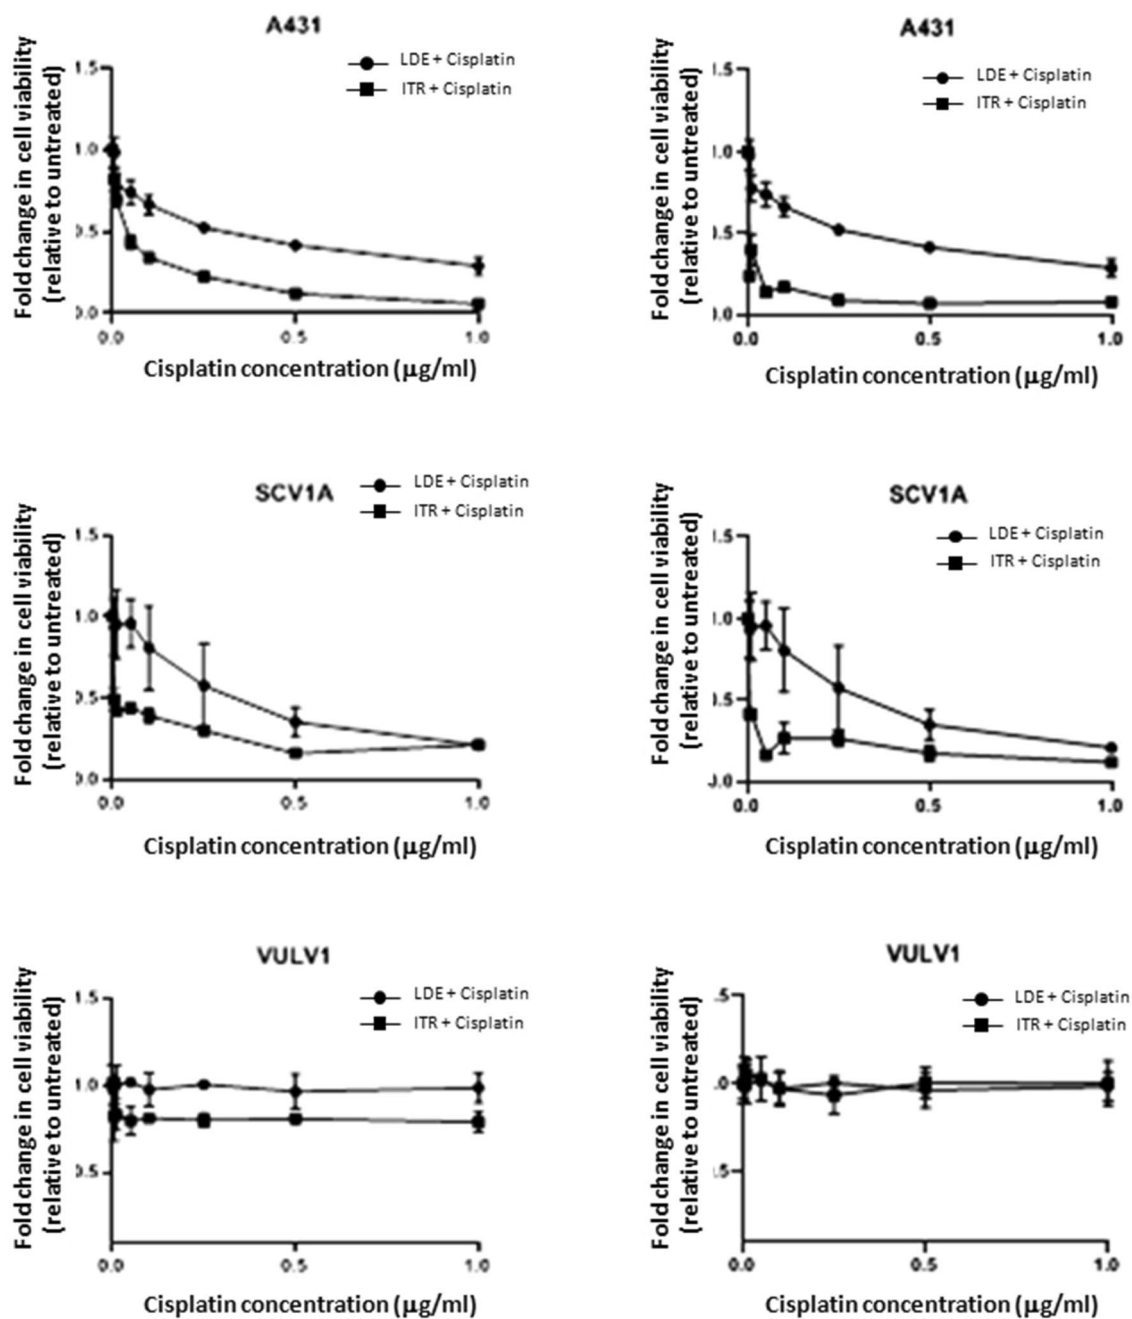 A431
Fold change in cell viability
(relative to untreated)
LDE + Cisplatin
ITR + Cisplatin
.5
.0
.5
.0
0.0
0.5
1.0
Cisplatin concentration (µg/ml)
A431
Fold change in cell viability
(relative to untreated)
LDE + Cisplatin
ITR + Cisplatin
.5
.0
.5
.0
0.0
0.5
1.0
Cisplatin concentration (µg/ml)
SCV1A
Fold change in cell viability
(relative to untreated)
LDE + Cisplatin
ITR + Cisplatin
.5
.0
.5
.0
0.0
0.5
1.0
Cisplatin concentration (µg/ml)
SCV1A
Fold change in cell viability
(relative to untreated)
LDE + Cisplatin
ITR + Cisplatin
.5
.0
.5
.0
0.0
0.5
1.0
Cisplatin concentration (µg/ml)
VULV1
Fold change in cell viability
(relative to untreated)
LDE + Cisplatin
ITR + Cisplatin
.5
.0
.5
0.0
0.5
1.0
Cisplatin concentration (µg/ml)
VULV1
Fold change in cell viability
(relative to untreated)
LDE + Cisplatin
ITR + Cisplatin
.5
.0
.5
0.0
0.5
1.0
Cisplatin concentration (µg/ml)